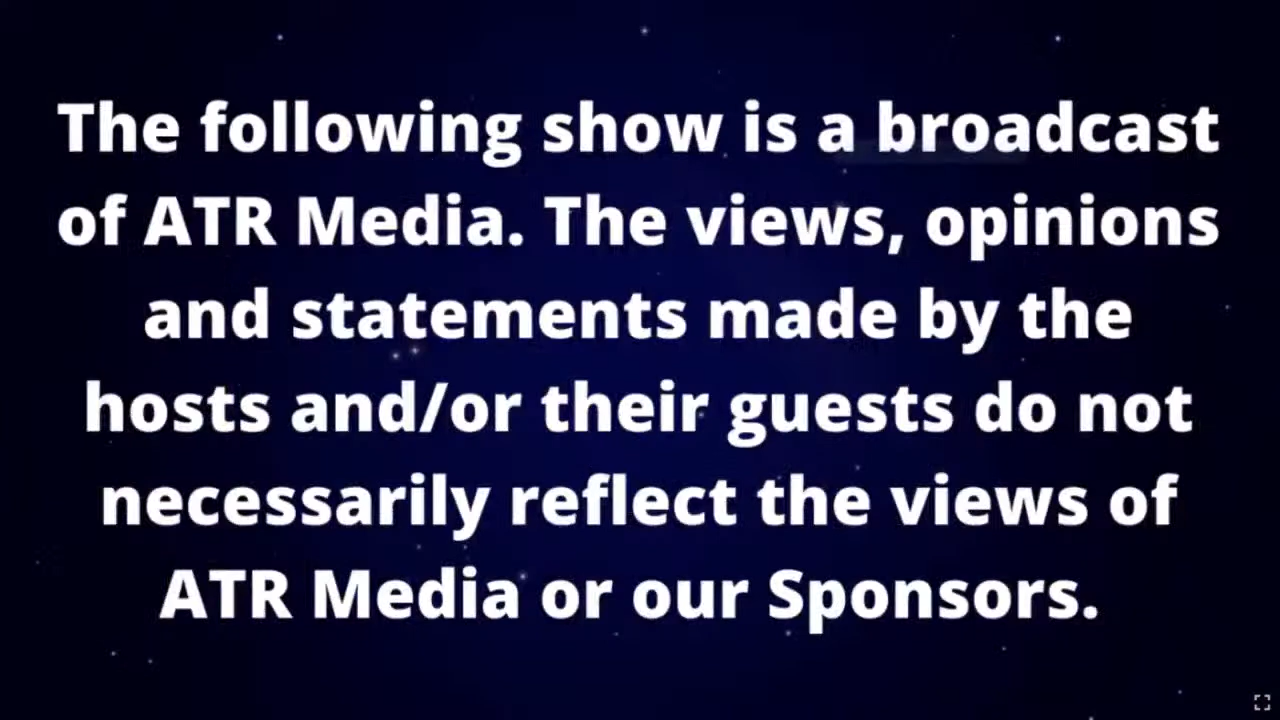 The following show is a broadcast
of ATR Media. The views, opinions
and statements made by the
hosts and/or their guests do not
necessarily reflect the views of
ATR Media or our Sponsors.